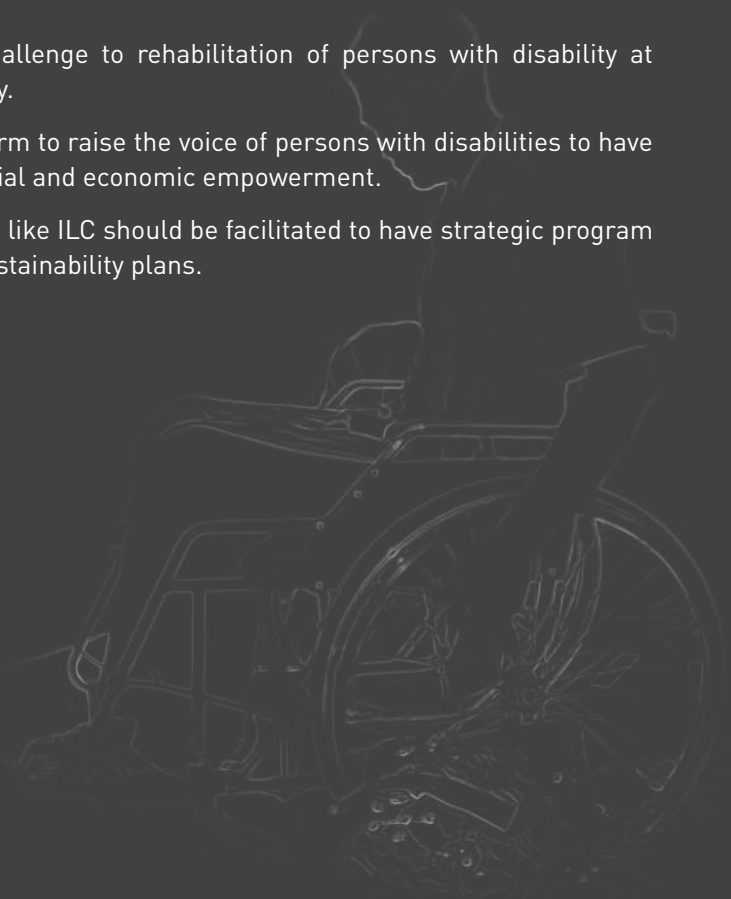 allenge to rehabilitation of persons with disability at
y.
rm to raise the voice of persons with disabilities to have
ial and economic empowerment.
like ILC should be facilitated to have strategic program
stainability plans.